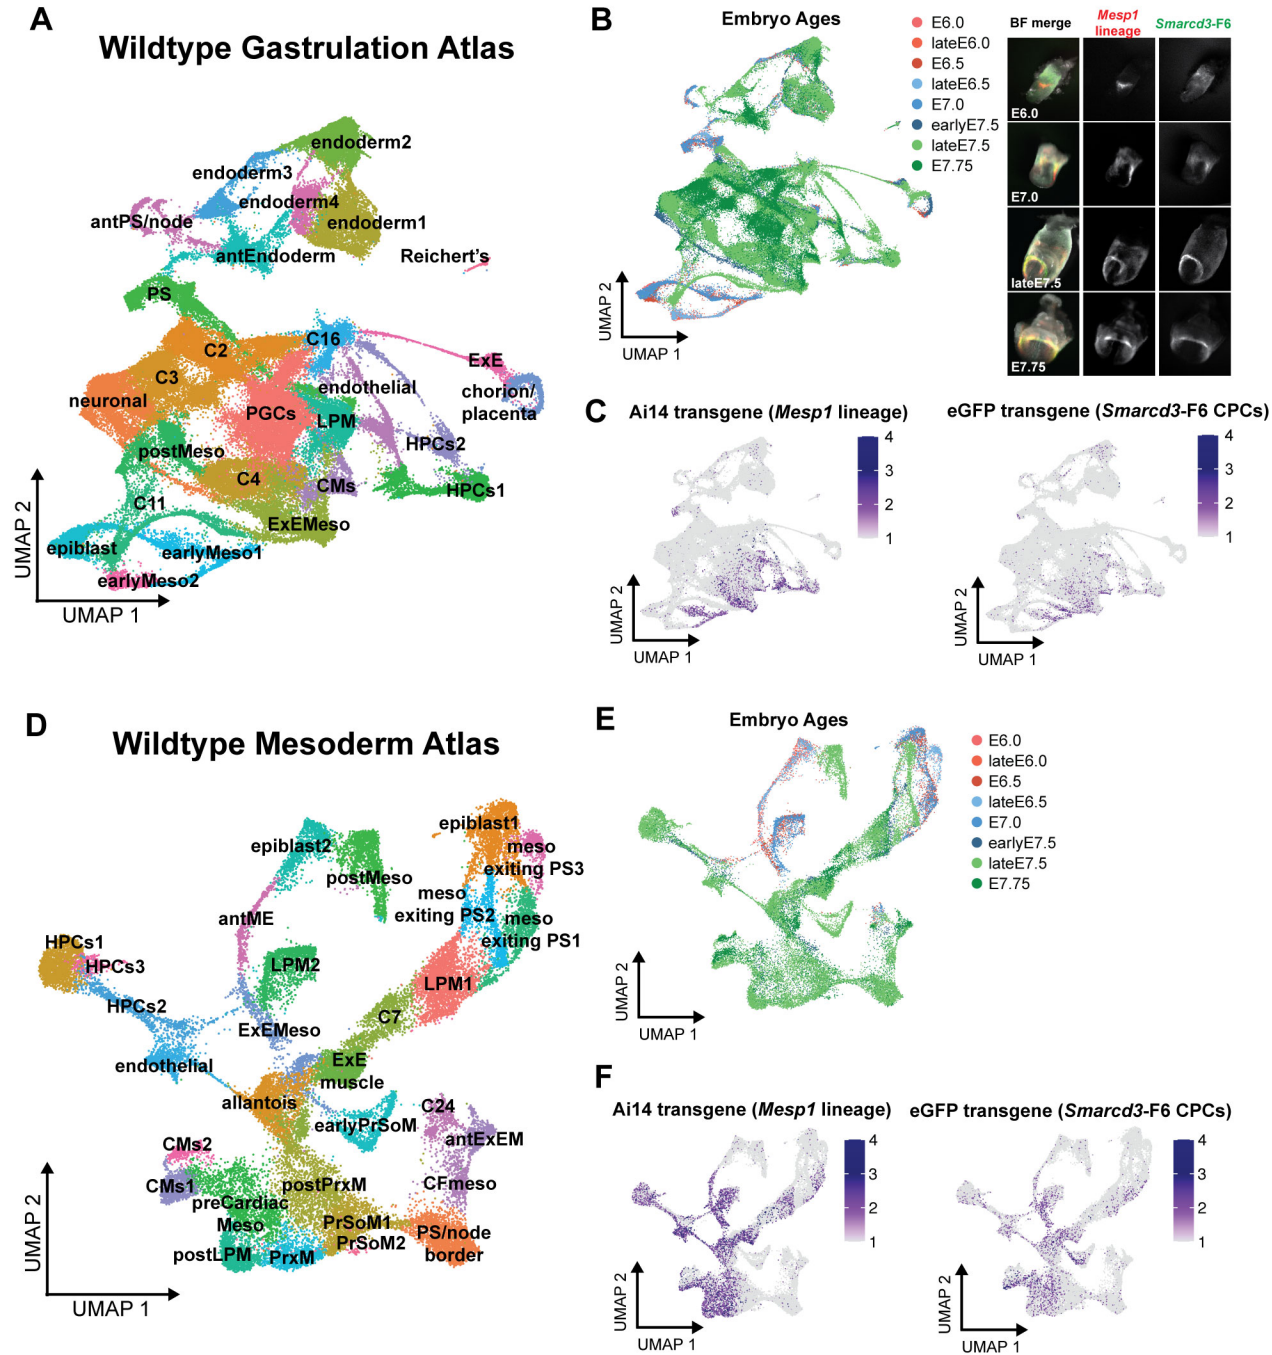 A
Wildtype Gastrulation Atlas
endoderm2
endoderm3
endoderm4
antPS/node
endoderm1
antEndoderm
Reichert's
PS
C16
C2
ExE
C3
endothelial
chorion/
placenta
neuronal
PGCs
LPM
HPCs2
postMeso
C4
CMs
HPCs1
C11
ExEMeso
epiblast
earlyMeso1
earlyMeso2
UMAP 2
UMAP 1
B
Embryo Ages
E6.0
lateE6.0
E6.5
lateE6.5
E7.0
earlyE7.5
lateE7.5
E7.75
UMAP 2
UMAP 1
BF merge
Mesp1
lineage
Smarcd3-F6
E6.0
E7.0
lateE7.5
E7.75
C
Ai14 transgene (Mesp1 lineage)
4
3
2
1
UMAP 2
UMAP 1
eGFP transgene (Smarcd3-F6 CPCs)
4
3
2
1
UMAP 2
UMAP 1
D
Wildtype Mesoderm Atlas
epiblast1
epiblast2
meso
exiting PS3
postMeso
meso
exiting PS2
meso
exiting PS1
antME
HPCs1
HPCs3
LPM2
LPM1
HPCs2
C7
ExEMeso
endothelial
ExE
muscle
allantois
C24
earlyPrSoM
antExEM
CMs2
CMs1
postPrxM
CFmeso
preCardiac
Meso
PrSoM1
PS/node
border
PrSoM2
postLPM
PrxM
UMAP 2
UMAP 1
E
Embryo Ages
E6.0
lateE6.0
E6.5
lateE6.5
E7.0
earlyE7.5
lateE7.5
E7.75
UMAP 2
UMAP 1
F
Ai14 transgene (Mesp1 lineage)
4
3
2
1
UMAP 2
UMAP 1
eGFP transgene (Smarcd3-F6 CPCs)
4
3
2
1
UMAP 2
UMAP 1